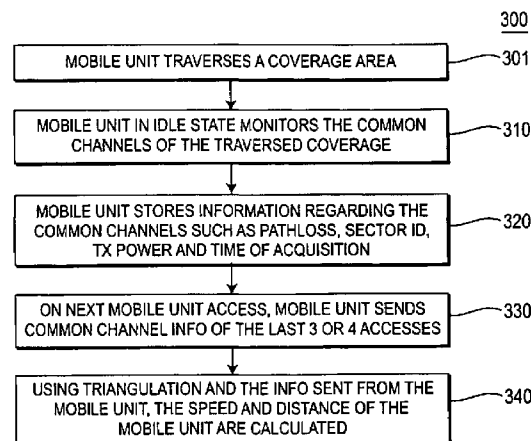 300
MOBILE UNIT TRAVERSES A COVERAGE AREA
301
MOBILE UNIT IN IDLE STATE MONITORS THE COMMON
CHANNELS OF THE TRAVERSED COVERAGE
310
MOBILE UNIT STORES INFORMATION REGARDING THE
COMMON CHANNELS SUCH AS PATHLOSS, SECTOR ID,
TX POWER AND TIME OF ACQUISITION
320
ON NEXT MOBILE UNIT ACCESS, MOBILE UNIT SENDS
COMMON CHANNEL INFO OF THE LAST 3 OR 4 ACCESSES
330
USING TRIANGULATION AND THE INFO SENT FROM THE
MOBILE UNIT, THE SPEED AND DISTANCE OF THE
MOBILE UNIT ARE CALCULATED
340